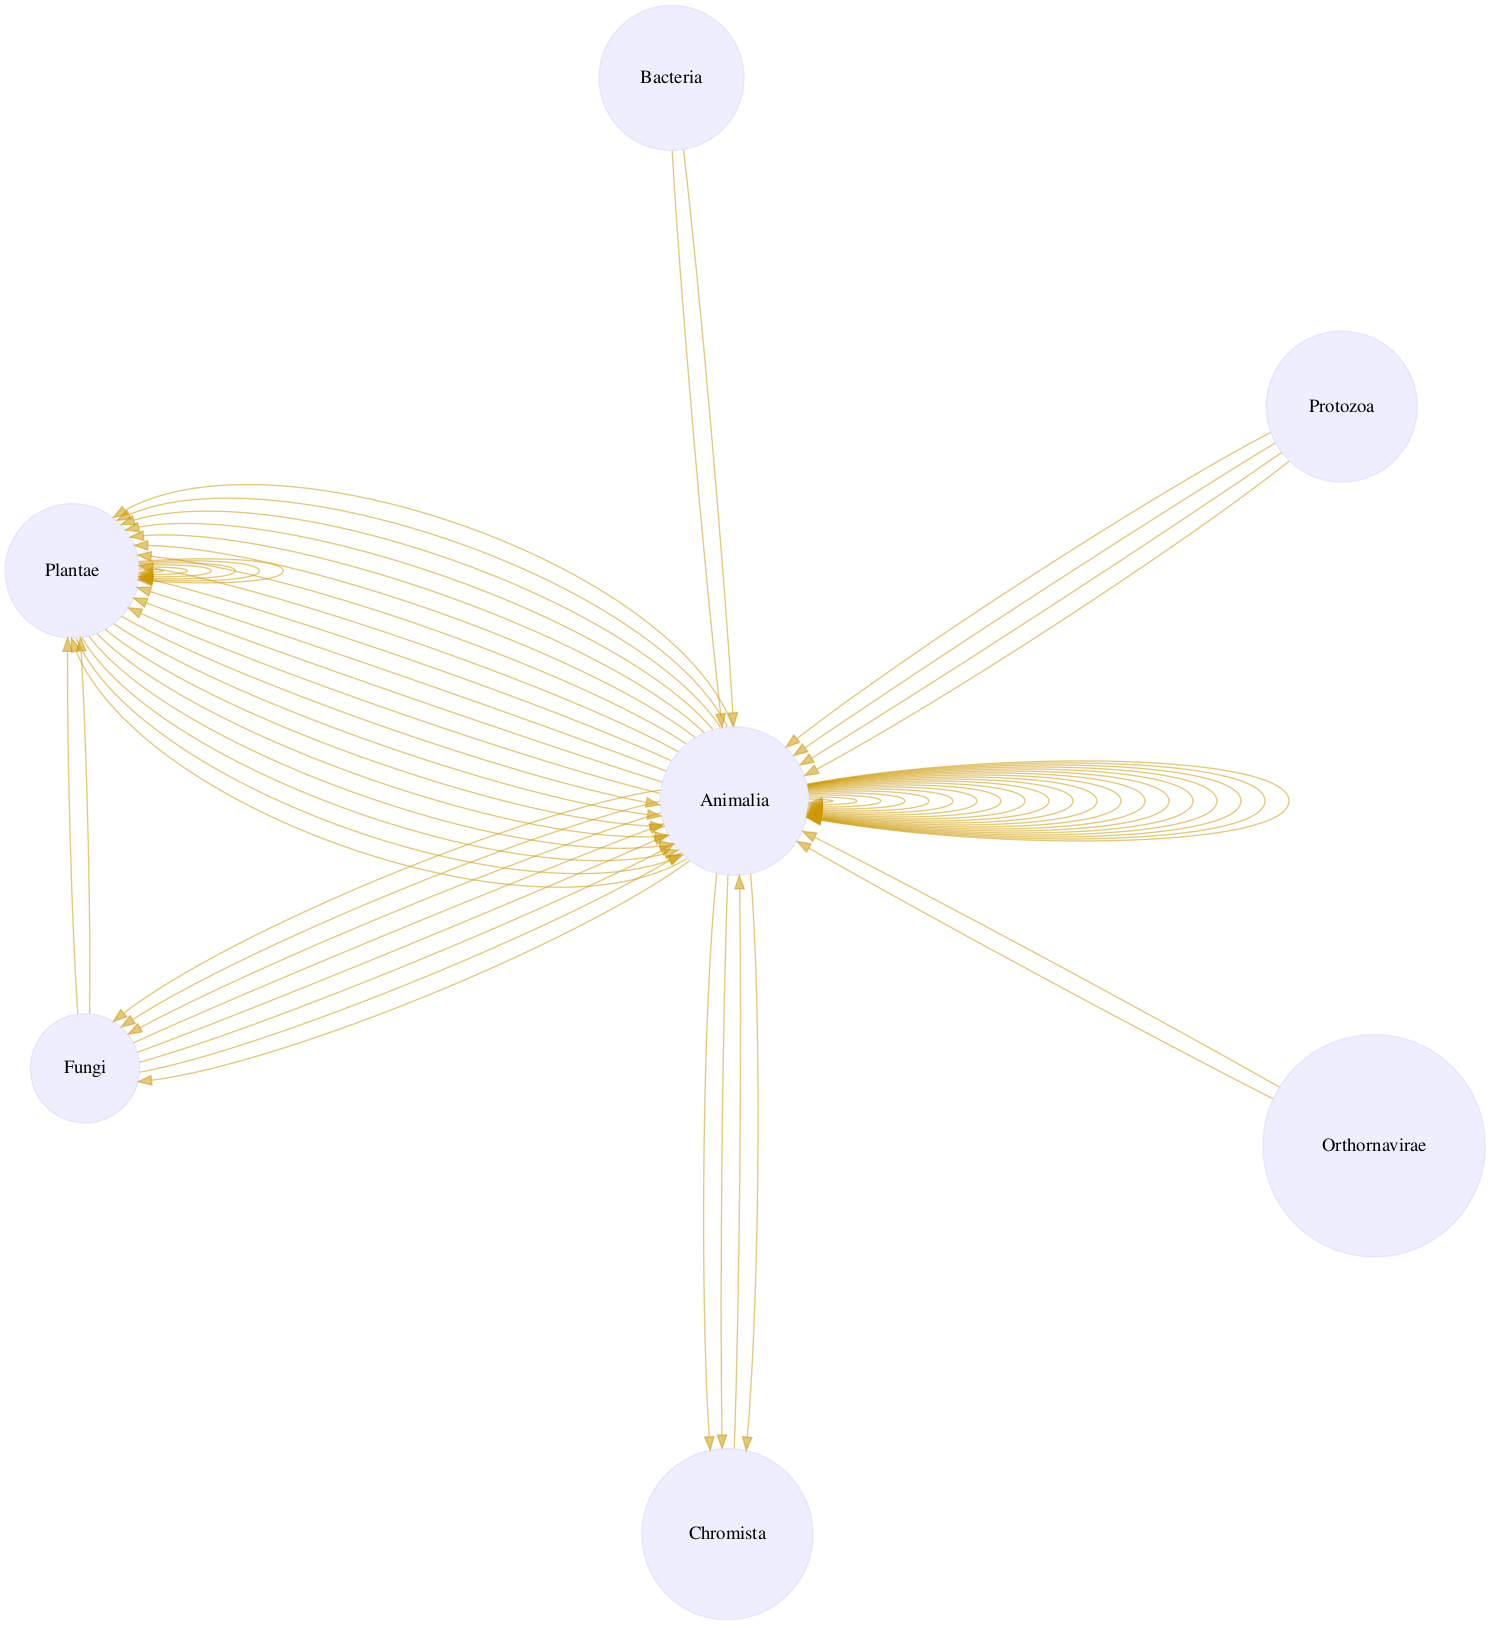 Bacteria
Protozoa
Plantae
Animalia
Fungi
Orthornavirae
Chromista